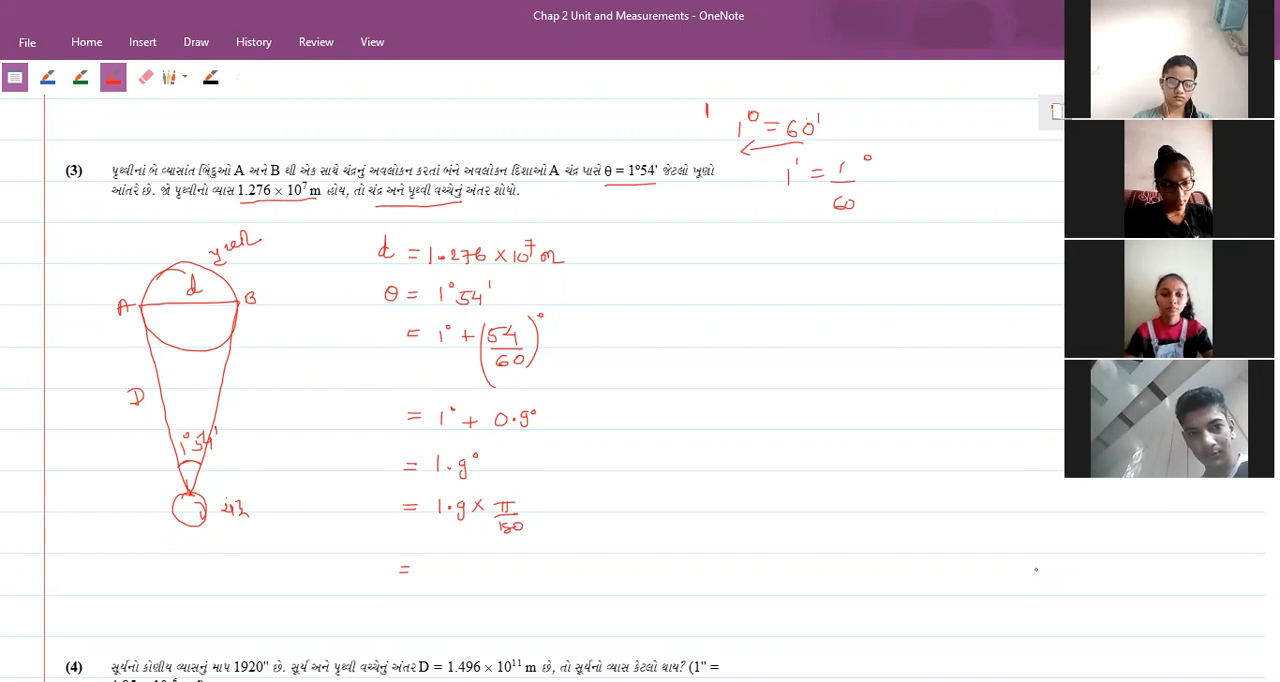 Chap 2 Unit and Measurements - OneNote
File Home Insert Draw History Review View
1
1° = 60'
1' = 1°/60
(3) પૃથ્વીનાં બે વ્યાસાંત બિંદુઓ A અને B થી એક સાથે ચંદ્રનું અવલોકન કરતાં બંને અવલોકન દિશાઓ A ચંદ્ર પાસે θ = 1°54' જેટલો ખૂણો
આંતરે છે. જો પૃથ્વીનો વ્યાસ 1.276 × 10⁷ m હોય, તો ચંદ્ર અને પૃથ્વી વચ્ચેનું અંતર શોધો.
પૃથ્વી
d
A B
D
1°54'
ચંદ્ર
d = 1.276 × 10⁷ m
θ = 1°54'
= 1° + (54/60)°
= 1° + 0.9°
= 1.9°
= 1.9 × π/180
=
(4) સૂર્યનો કોણીય વ્યાસનું માપ 1920" છે. સૂર્ય અને પૃથ્વી વચ્ચેનું અંતર D = 1.496 × 10¹¹ m છે, તો સૂર્યનો વ્યાસ કેટલો થાય? (1" =